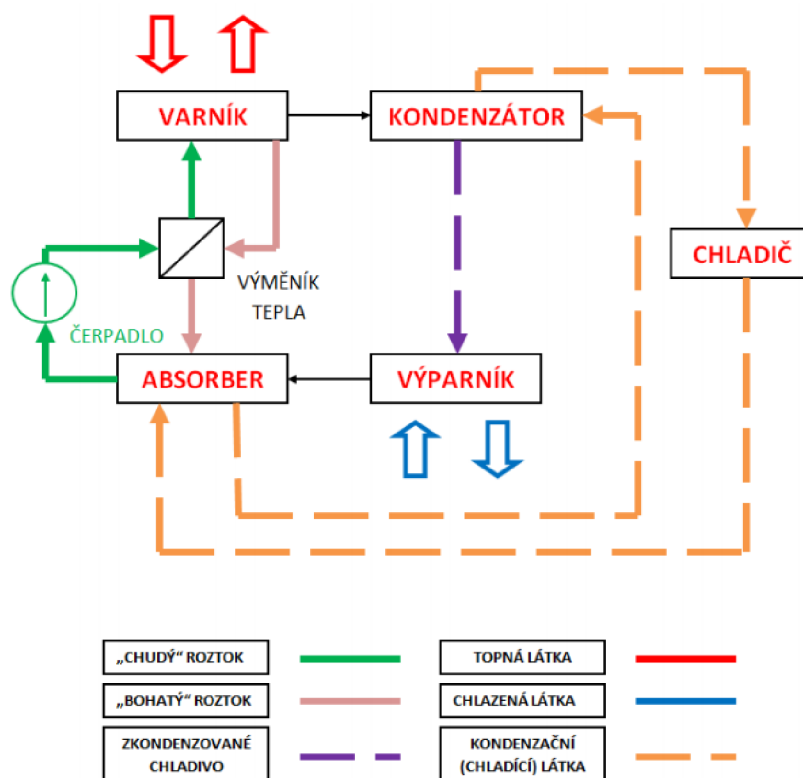 VARNÍK
KONDENZÁTOR
CHLADIČ
VÝMĚNÍK
TEPLA
ČERPADLO
ABSORBER
VÝPARNÍK
„CHUDÝ“ ROZTOK
TOPNÁ LÁTKA
„BOHATÝ“ ROZTOK
CHLAZENÁ LÁTKA
ZKONDENZOVANÉ
CHLADIVO
KONDENZAČNÍ
(CHLADÍCÍ) LÁTKA